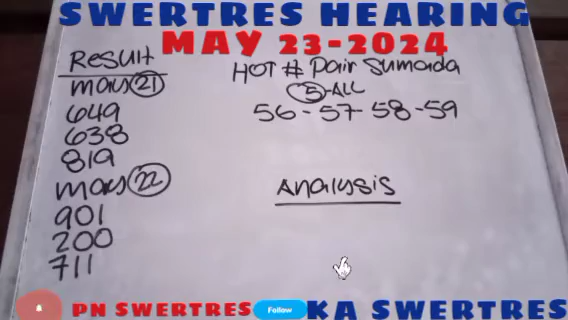 SWERTRES HEARING
MAY 23-2024
Result
may 21
649
638
819
may 22
901
200
711
HOT # Pair Sumada
5-ALL
56-57-58-59
Analysis
PN SWERTRES
Follow
KA SWERTRES